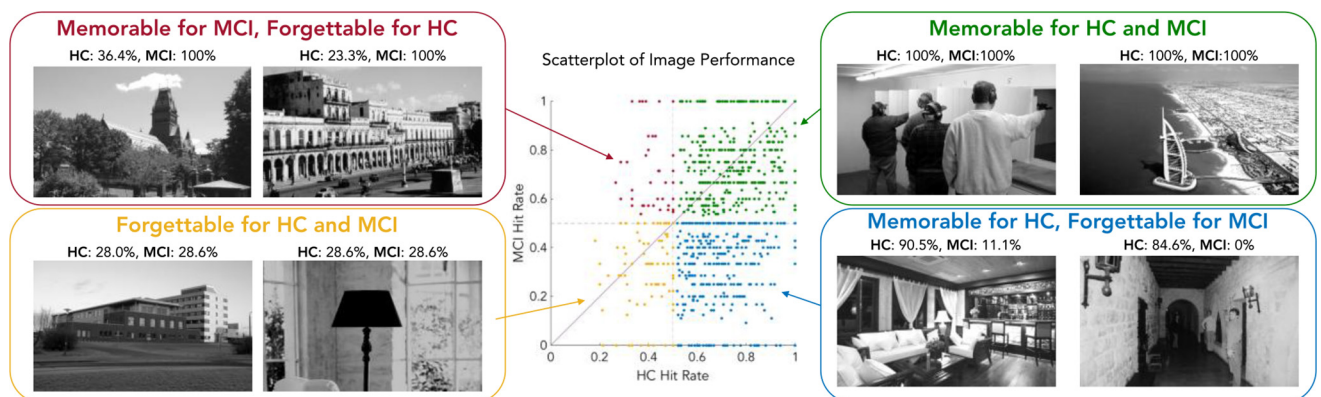 Memorable for MCI, Forgettable for HC
HC: 36.4%, MCI: 100%
HC: 23.3%, MCI: 100%
Forgettable for HC and MCI
HC: 28.0%, MCI: 28.6%
HC: 28.6%, MCI: 28.6%
Scatterplot of Image Performance
MCI Hit Rate
1
0.8
0.6
0.4
0.2
0
0
0.2
0.4
0.6
0.8
1
HC Hit Rate
Memorable for HC and MCI
HC: 100%, MCI:100%
HC: 100%, MCI:100%
Memorable for HC, Forgettable for MCI
HC: 90.5%, MCI: 11.1%
HC: 84.6%, MCI: 0%